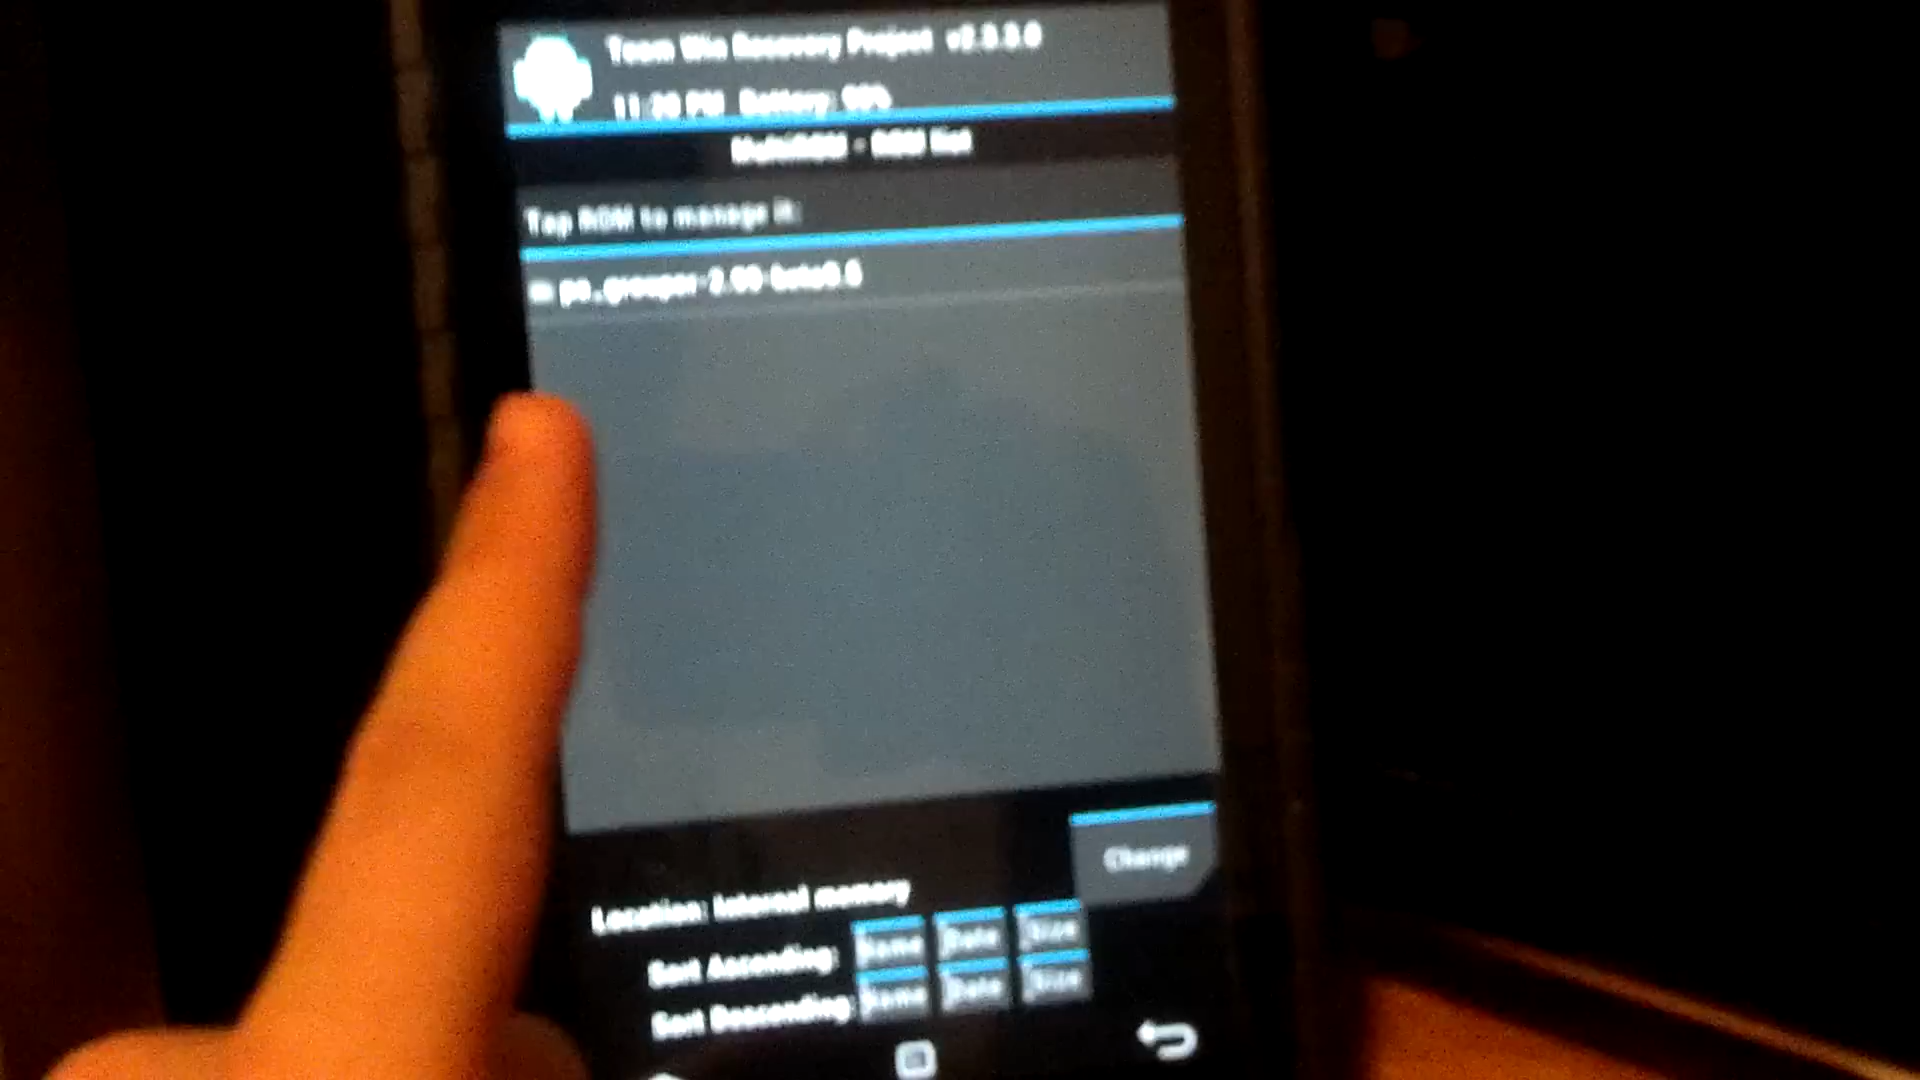 Team Win Recovery Project v2.3.3.0
11:20 PM Battery: 90%
MultiROM - ROM list
Tap ROM to manage it:
pa_grouper-2.99-beta8.6
Change
Location: Internal memory
Sort Ascending: Name Date Size
Sort Descending: Name Date Size